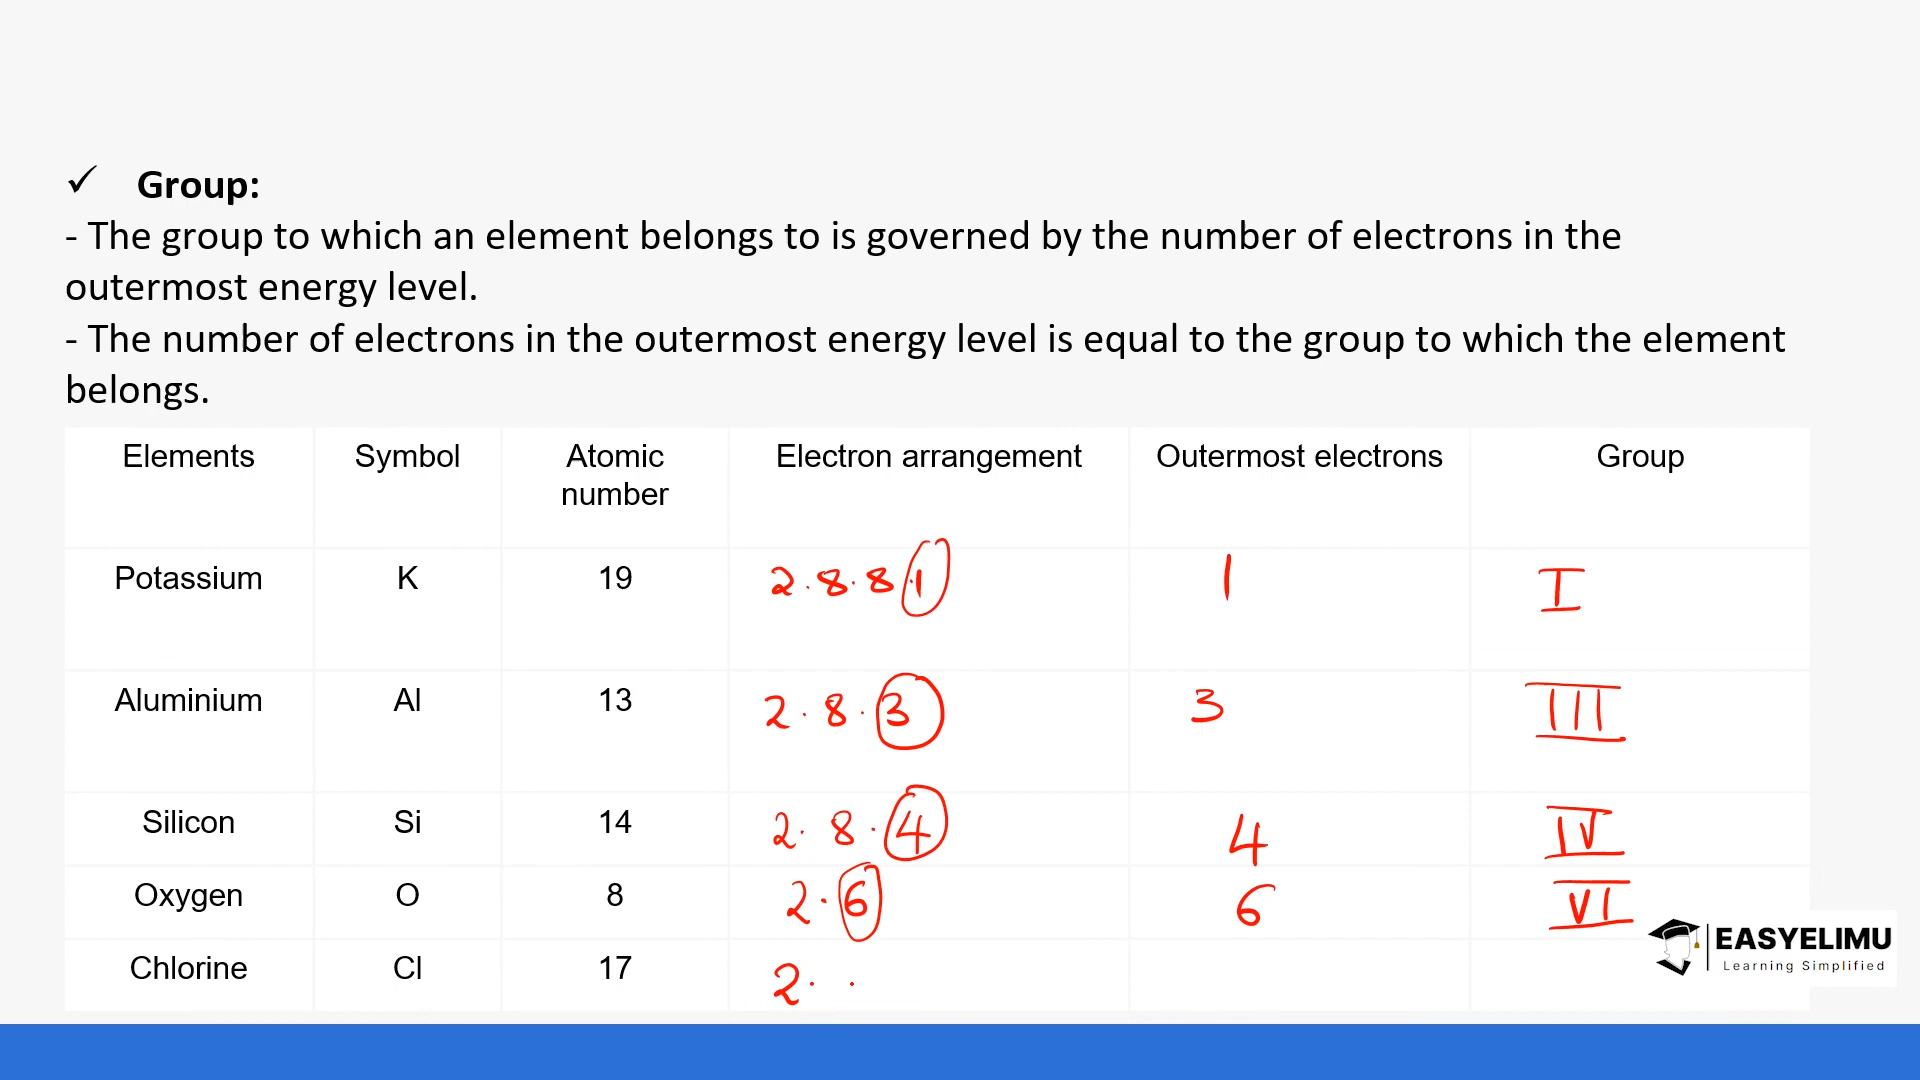 ✓ Group:
- The group to which an element belongs to is governed by the number of electrons in the
outermost energy level.
- The number of electrons in the outermost energy level is equal to the group to which the element
belongs.
Elements Symbol Atomic number Electron arrangement Outermost electrons Group
Potassium K 19 2.8.8.1 1 I
Aluminium Al 13 2.8.3 3 III
Silicon Si 14 2.8.4 4 IV
Oxygen O 8 2.6 6 VI
Chlorine Cl 17 2. .
EASYELIMU
Learning Simplified